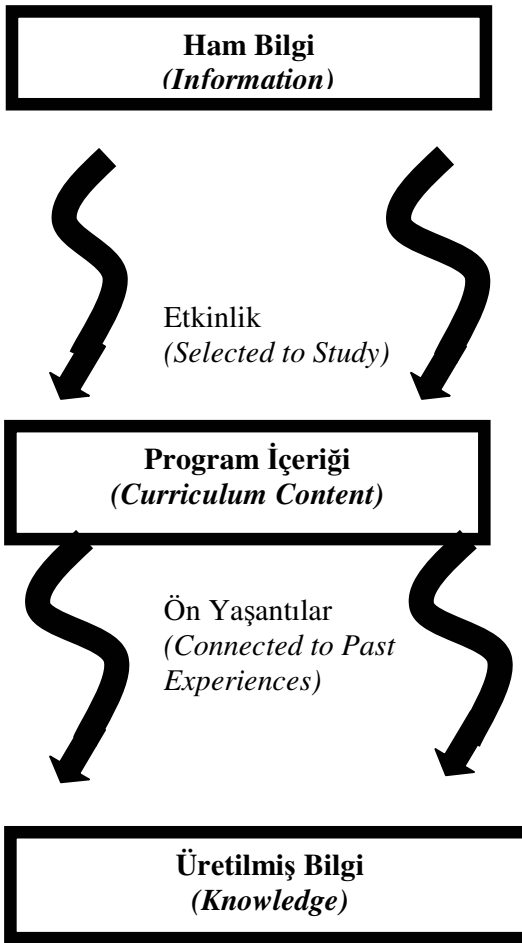 Ham Bilgi
(Information)
Etkinlik
(Selected to Study)
Program İçeriği
(Curriculum Content)
Ön Yaşantılar
(Connected to Past
Experiences)
Üretilmiş Bilgi
(Knowledge)